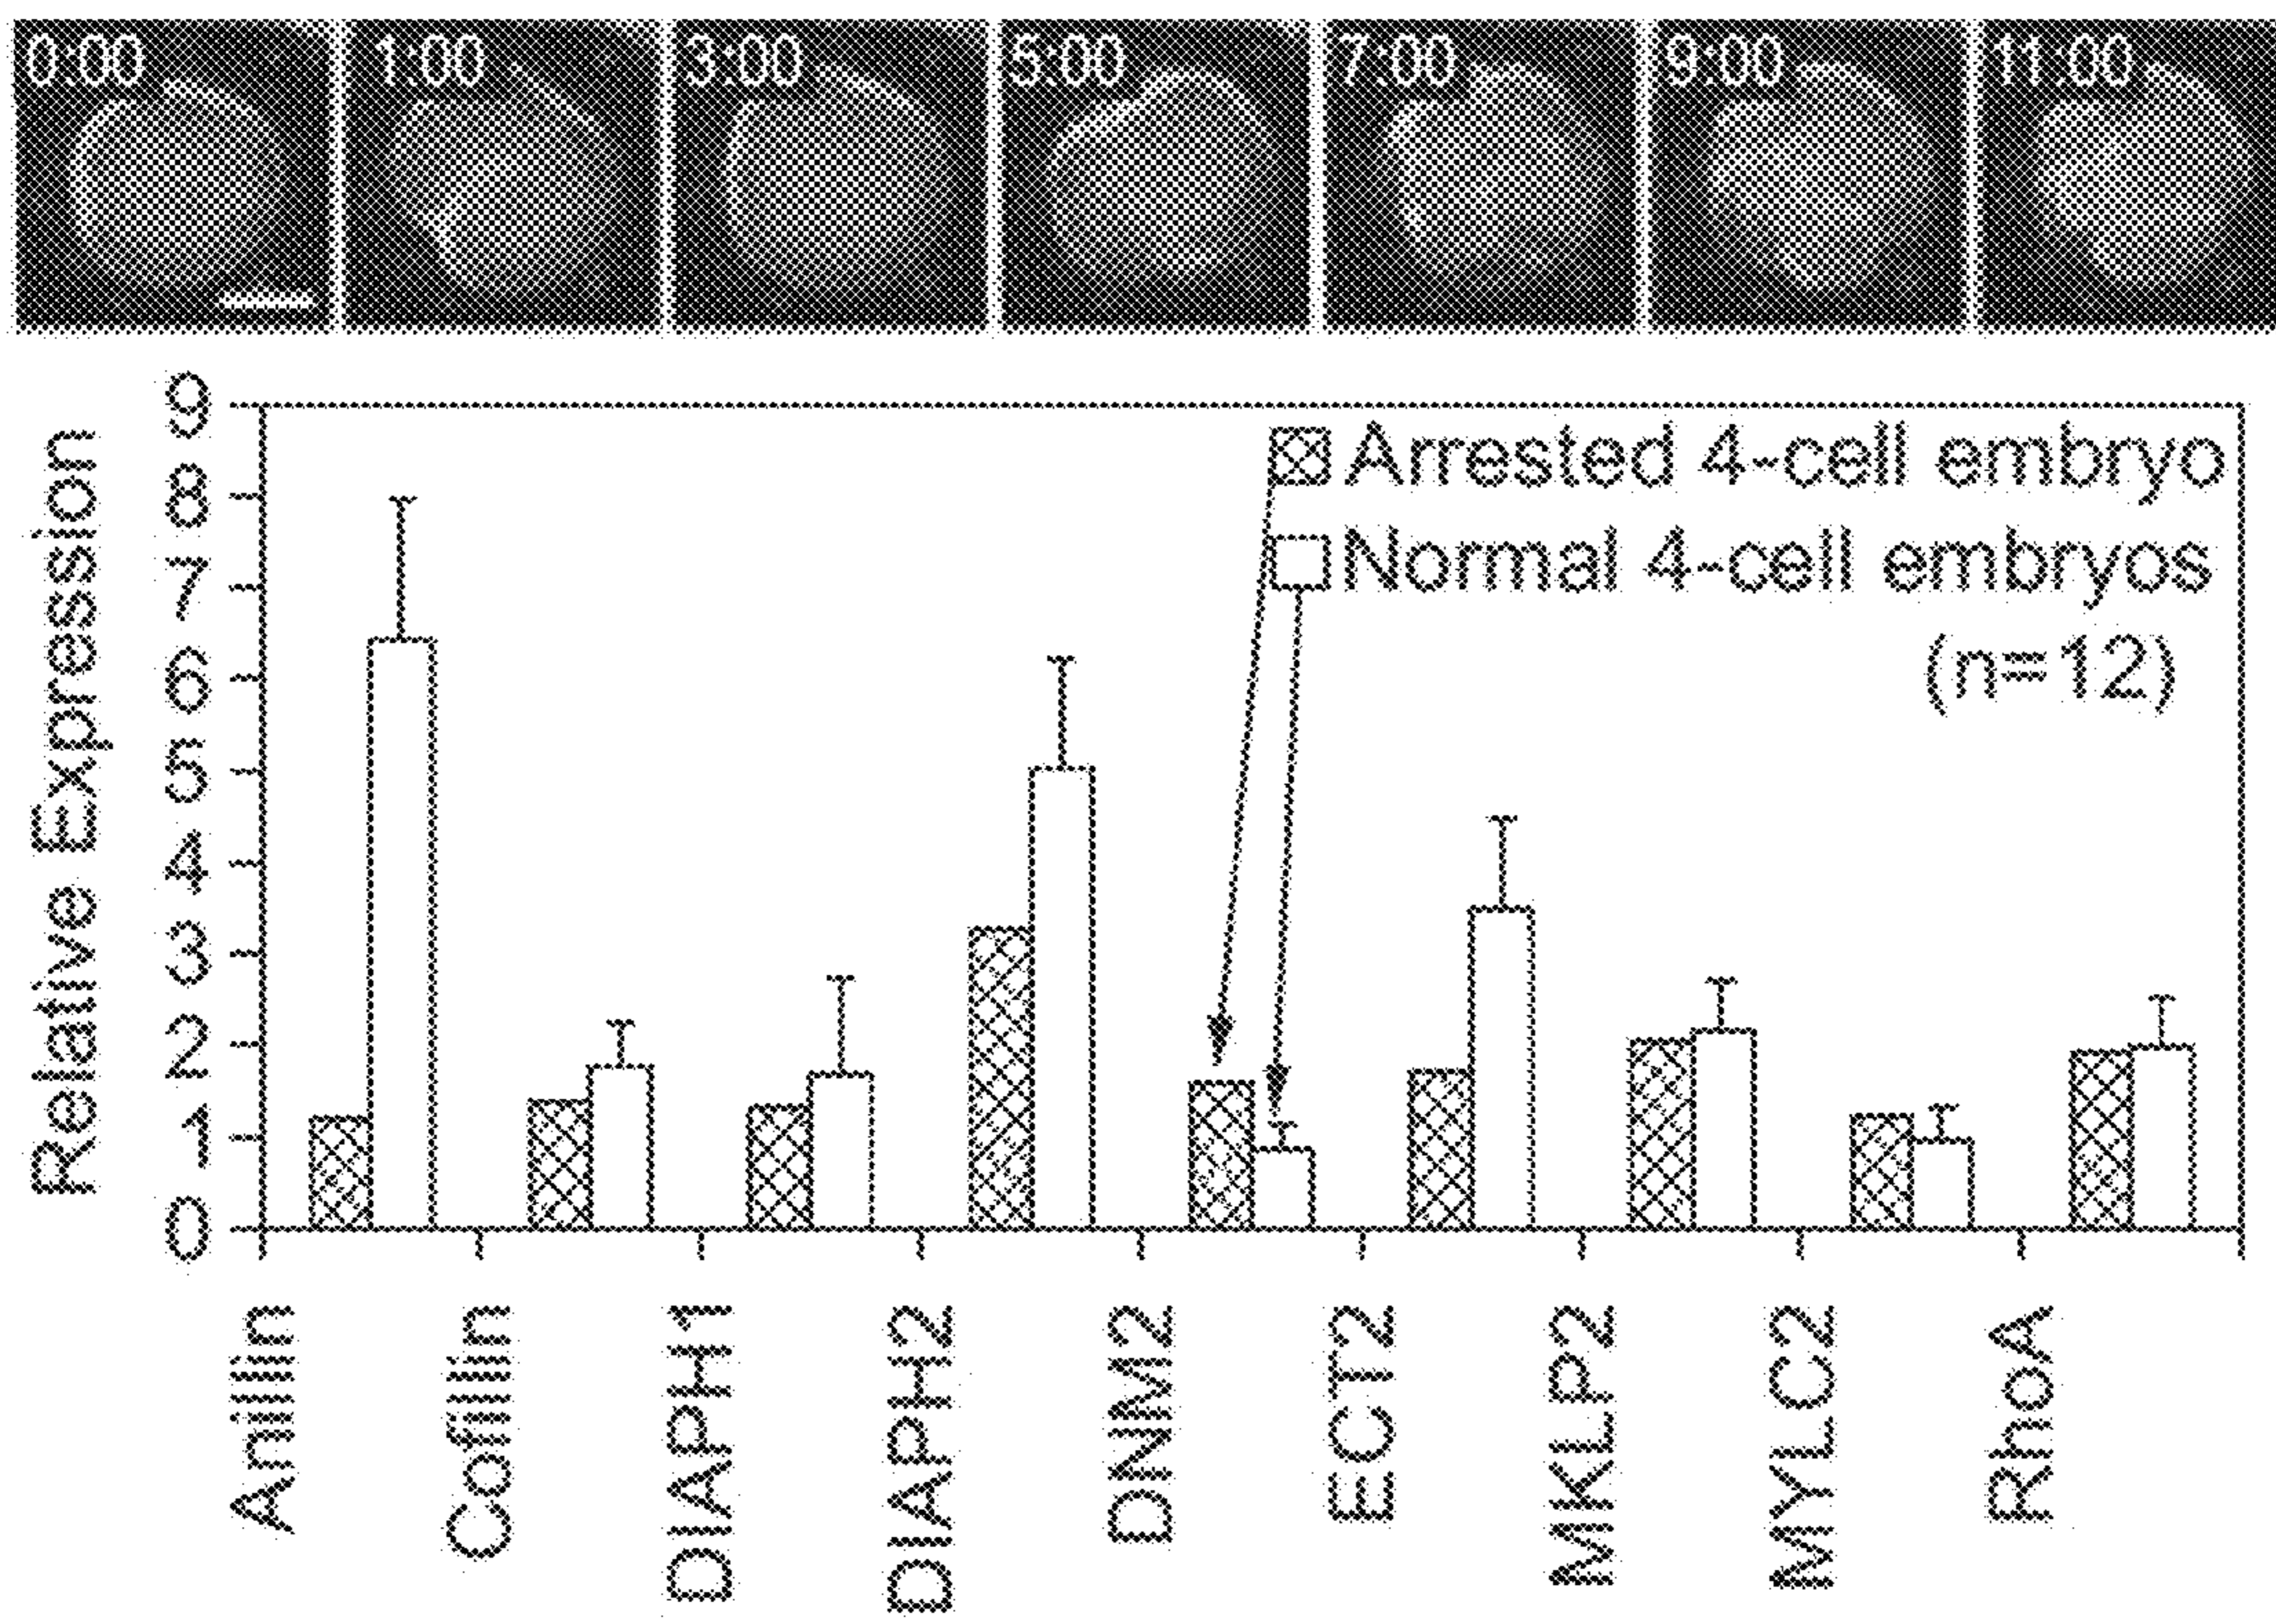 0:00
1:00
3:00
5:00
7:00
9:00
11:00
Relative Expression
9
8
7
6
5
4
3
2
1
0
Arrested 4-cell embryo
Normal 4-cell embryos
(n=12)
Anillin
Cofillin
DIAPH1
DIAPH2
DNM2
ECT2
MIKLP2
MYLC2
RhoA